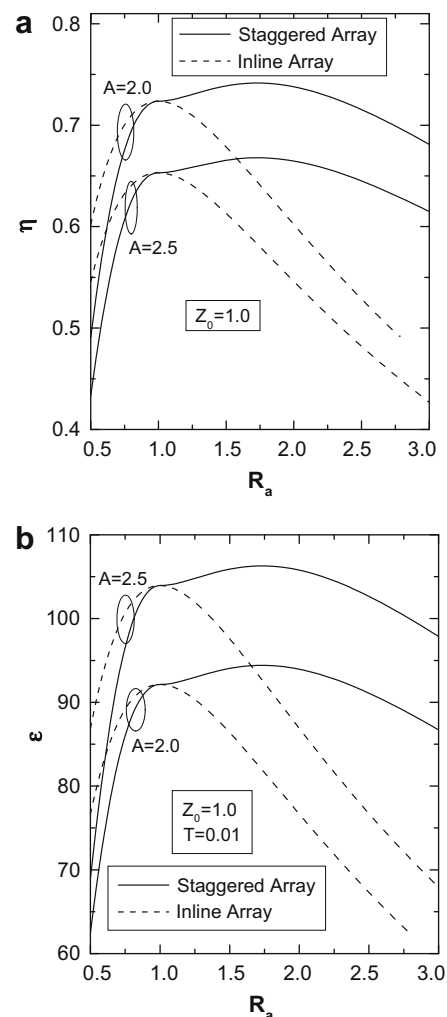 a
0.8
0.7
0.6
0.5
0.4
η
Staggered Array
Inline Array
A=2.0
A=2.5
Z₀=1.0
0.5 1.0 1.5 2.0 2.5 3.0
Rₐ
b
110
100
90
80
70
60
ε
A=2.5
A=2.0
Z₀=1.0
T=0.01
Staggered Array
Inline Array
0.5 1.0 1.5 2.0 2.5 3.0
Rₐ